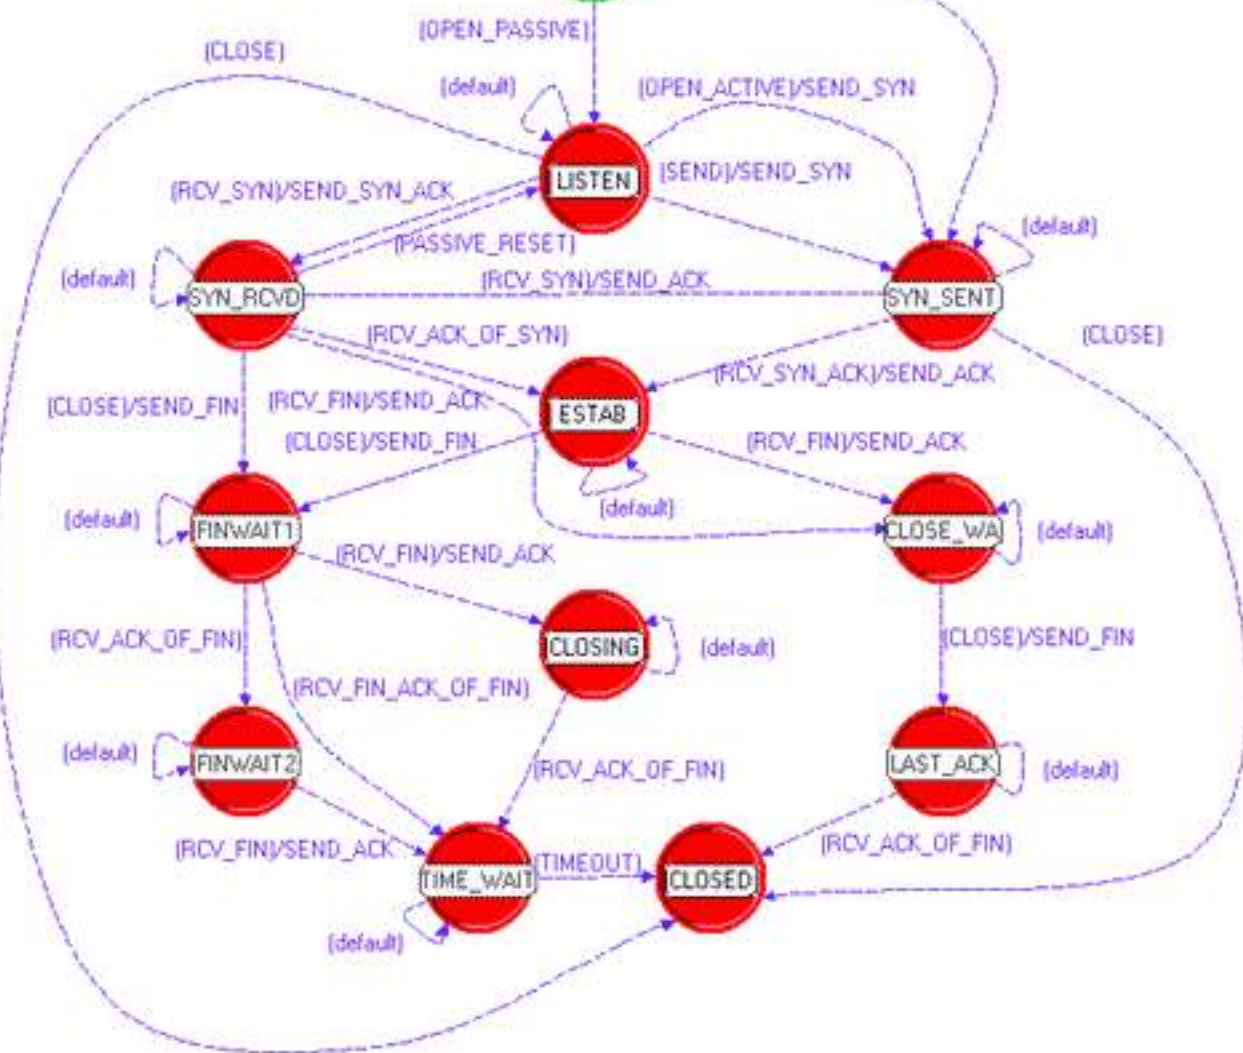 (OPEN_PASSIVE)
(CLOSE)
(default)
(OPEN_ACTIVE)/SEND_SYN
(SEND)/SEND_SYN
LISTEN
(RCV_SYN)/SEND_SYN_ACK
(default)
(PASSIVE_RESET)
(default)
(RCV_SYN)/SEND_ACK
SYN_RCVD
SYN_SENT
(RCV_ACK_OF_SYN)
(CLOSE)
(RCV_SYN_ACK)/SEND_ACK
(CLOSE)/SEND_FIN
(RCV_FIN)/SEND_ACK
ESTAB
(CLOSE)/SEND_FIN
(RCV_FIN)/SEND_ACK
(default)
(default)
FINWAIT1
CLOSE_WA
(default)
(RCV_FIN)/SEND_ACK
(RCV_ACK_OF_FIN)
CLOSING
(default)
(CLOSE)/SEND_FIN
(RCV_FIN_ACK_OF_FIN)
(default)
FINWAIT2
LAST_ACK
(default)
(RCV_ACK_OF_FIN)
(RCV_FIN)/SEND_ACK
(RCV_ACK_OF_FIN)
(TIMEOUT)
TIME_WAIT
CLOSED
(default)